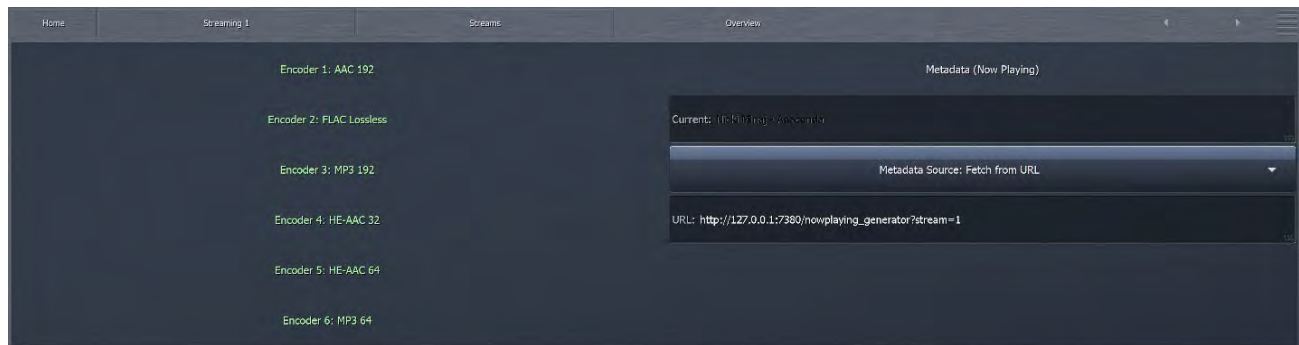 Home Streaming 1 Streams Overview
Encoder 1: AAC 192
Encoder 2: FLAC Lossless
Encoder 3: MP3 192
Encoder 4: HE-AAC 32
Encoder 5: HE-AAC 64
Encoder 6: MP3 64
Metadata (Now Playing)
Current:
Metadata Source: Fetch from URL
URL: http://127.0.0.1:7380/nowplaying_generator?stream=1